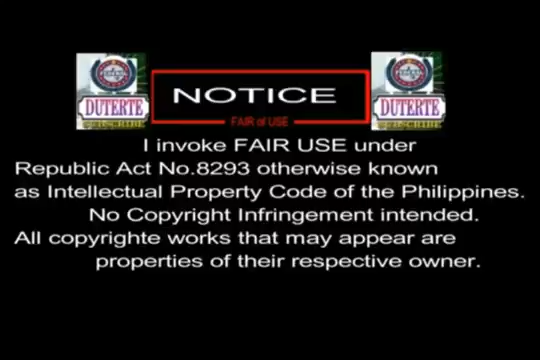 NOTICE
FAIR of USE
DUTERTE
SUBSCRIBE
DUTERTE
SUBSCRIBE
I invoke FAIR USE under
Republic Act No.8293 otherwise known
as Intellectual Property Code of the Philippines.
No Copyright Infringement intended.
All copyrighte works that may appear are
properties of their respective owner.